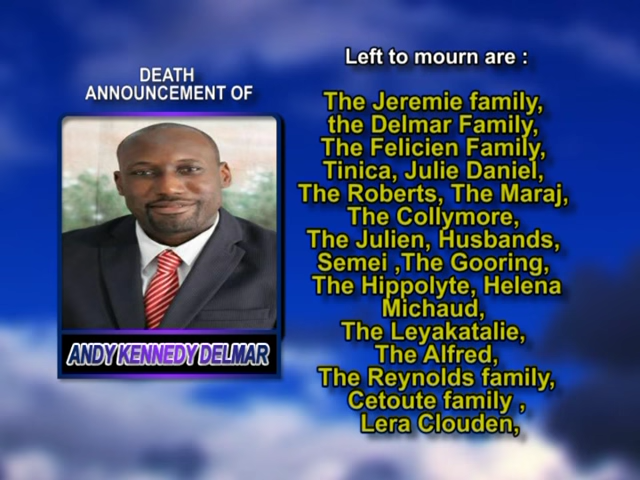 DEATH
ANNOUNCEMENT OF
ANDY KENNEDY DELMAR
Left to mourn are :
The Jeremie family,
the Delmar Family,
The Felicien Family,
Tinica, Julie Daniel,
The Roberts, The Maraj,
The Collymore,
The Julien, Husbands,
Semei ,The Gooring,
The Hippolyte, Helena
Michaud,
The Leyakatalie,
The Alfred,
The Reynolds family,
Cetoute family ,
Lera Clouden,